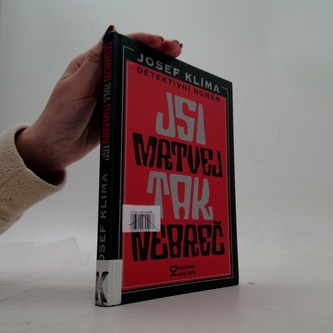 JOSEF KLÍMA
DETEKTIVNÍ ROMÁN
JSI
MRTVEJ
TAK
NEBREČ
JOSEF KLÍMA
JSI MRTVEJ TAK NEBREČ
K